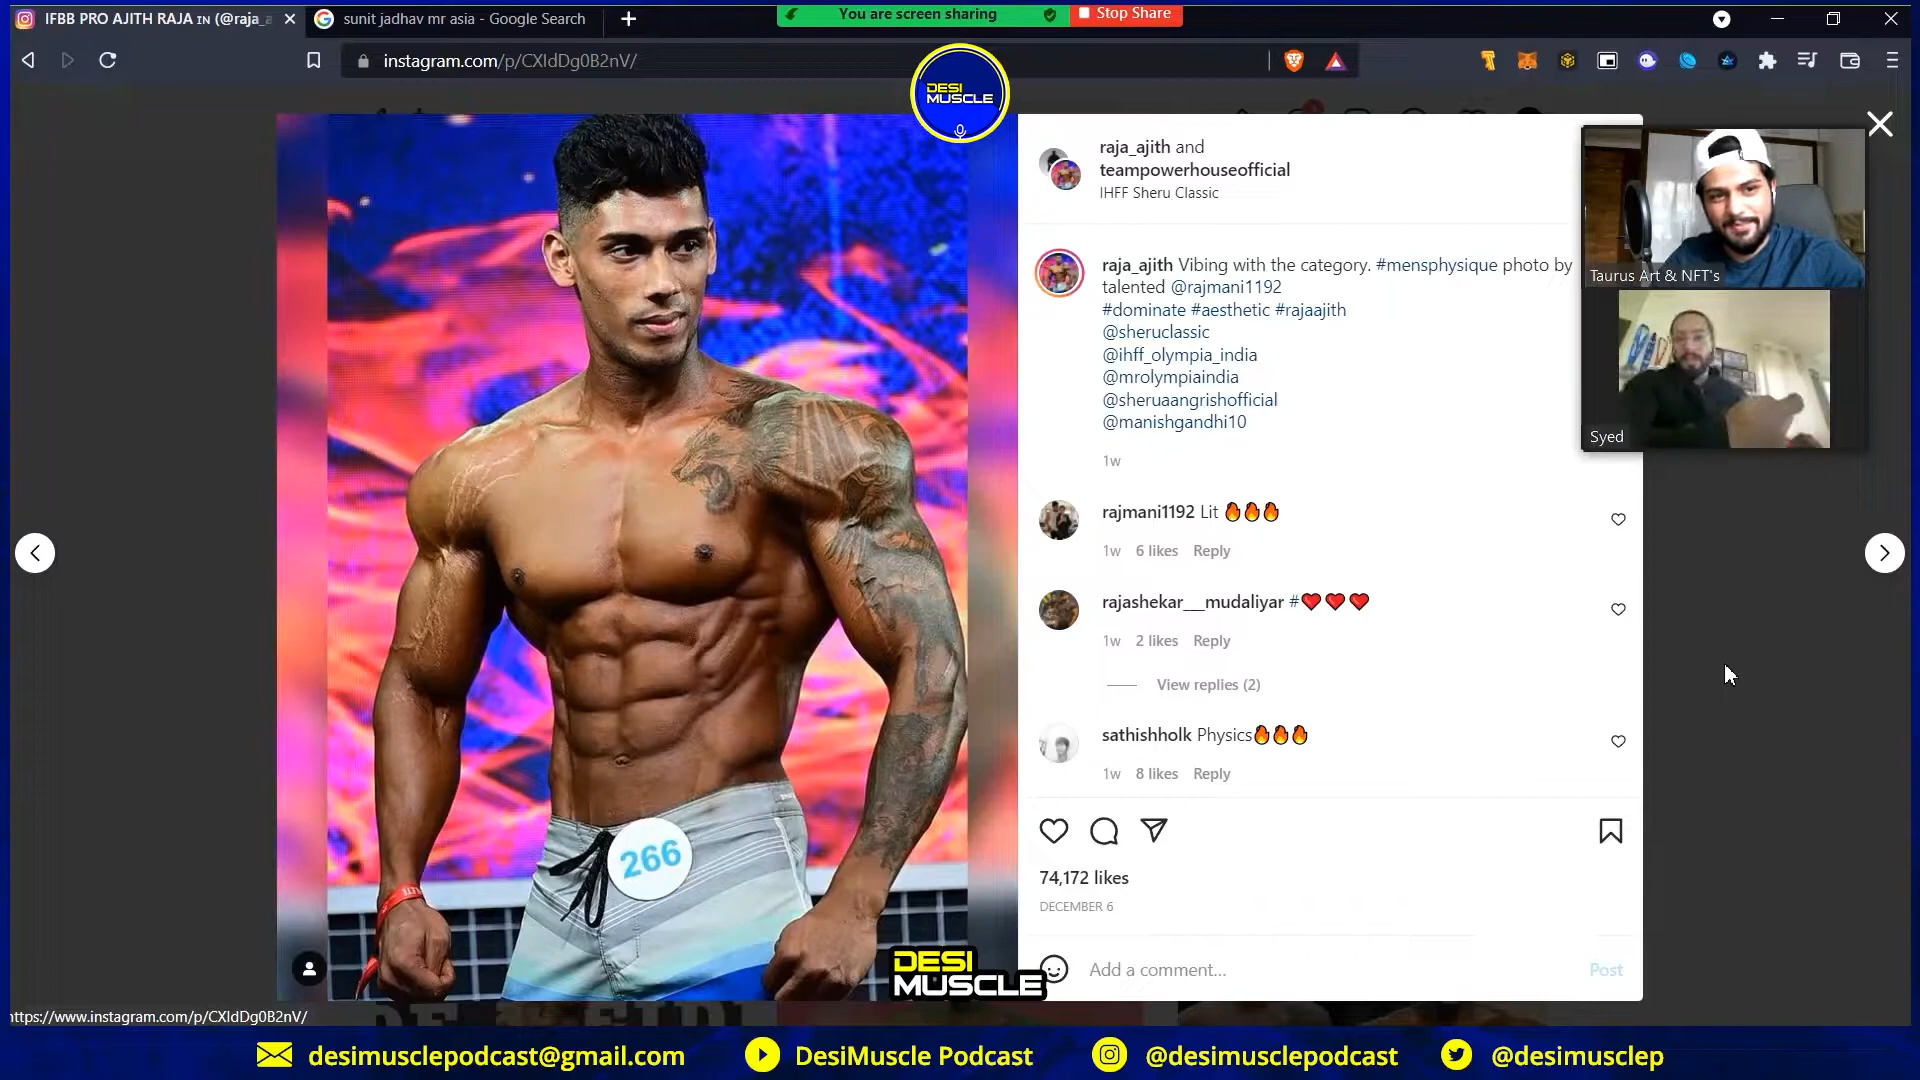 IFBB PRO AJITH RAJA IN (@raja_a
sunit jadhav mr asia - Google Search
You are screen sharing
Stop Share
instagram.com/p/CXIdDg0B2nV/
DESI
MUSCLE
raja_ajith and
teampowerhouseofficial
IHFF Sheru Classic
raja_ajith Vibing with the category. #mensphysique photo by
talented @rajmani1192
#dominate #aesthetic #rajaajith
@sheruclassic
@ihff_olympia_india
@mrolympiaindia
@sheruaangrishofficial
@manishgandhi10
1w
rajmani1192 Lit 🔥🔥🔥
1w 6 likes Reply
rajashekar__mudaliyar #❤️❤️❤️
1w 2 likes Reply
View replies (2)
sathishholk Physics🔥🔥🔥
1w 8 likes Reply
74,172 likes
DECEMBER 6
Add a comment...
Post
Taurus Art & NFT's
Syed
266
DESI
MUSCLE
https://www.instagram.com/p/CXIdDg0B2nV/
desimusclepodcast@gmail.com
DesiMuscle Podcast
@desimusclepodcast
@desimusclep